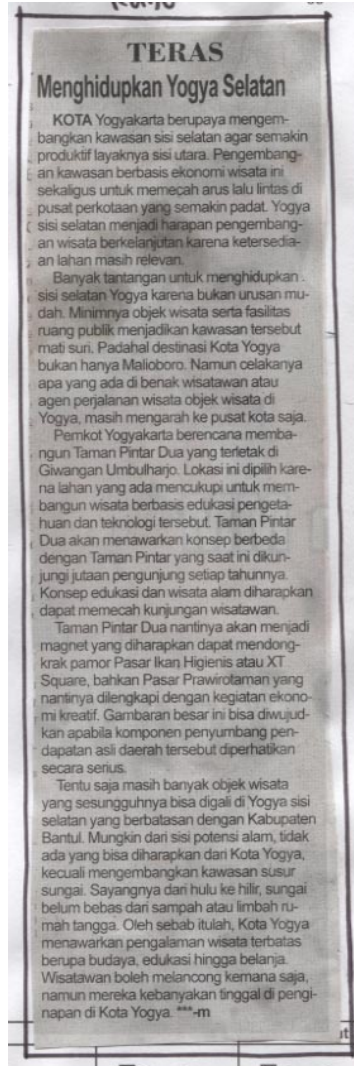 TERAS
Menghidupkan Yogya Selatan
KOTA Yogyakarta berupaya mengem-
bangkan kawasan sisi selatan agar semakin
produktif layaknya sisi utara. Pengembang-
an kawasan berbasis ekonomi wisata ini
sekaligus untuk memecah arus lalu lintas di
pusat perkotaan yang semakin padat. Yogya
sisi selatan menjadi harapan pengembang-
an wisata berkelanjutan karena ketersedia-
an lahan masih relevan.
Banyak tantangan untuk menghidupkan
sisi selatan Yogya karena bukan urusan mu-
dah. Minimnya objek wisata serta fasilitas
ruang publik menjadikan kawasan tersebut
mati suri. Padahal destinasi Kota Yogya
bukan hanya Malioboro. Namun celakanya
apa yang ada di benak wisatawan atau
agen perjalanan wisata objek wisata di
Yogya, masih mengarah ke pusat kota saja.
Pemkot Yogyakarta berencana memba-
ngun Taman Pintar Dua yang terletak di
Giwangan Umbulharjo. Lokasi ini dipilih kare-
na lahan yang ada mencukupi untuk mem-
bangun wisata berbasis edukasi pengeta-
huan dan teknologi tersebut. Taman Pintar
Dua akan menawarkan konsep berbeda
dengan Taman Pintar yang saat ini dikun-
jungi jutaan pengunjung setiap tahunnya.
Konsep edukasi dan wisata alam diharapkan
dapat memecah kunjungan wisatawan.
Taman Pintar Dua nantinya akan menjadi
magnet yang diharapkan dapat mendong-
krak pamor Pasar Ikan Higienis atau XT
Square, bahkan Pasar Prawirotaman yang
nantinya dilengkapi dengan kegiatan ekono-
mi kreatif. Gambaran besar ini bisa diwujud-
kan apabila komponen penyumbang pen-
dapatan asli daerah tersebut diperhatikan
secara serius.
Tentu saja masih banyak objek wisata
yang sesungguhnya bisa digali di Yogya sisi
selatan yang berbatasan dengan Kabupaten
Bantul. Mungkin dari sisi potensi alam, tidak
ada yang bisa diharapkan dari Kota Yogya,
kecuali mengembangkan kawasan susur
sungai. Sayangnya dari hulu ke hilir, sungai
belum bebas dari sampah atau limbah ru-
mah tangga. Oleh sebab itulah, Kota Yogya
menawarkan pengalaman wisata terbatas
berupa budaya, edukasi hingga belanja.
Wisatawan boleh melancong kemana saja,
namun mereka kebanyakan tinggal di pengi-
napan di Kota Yogya. ***-m